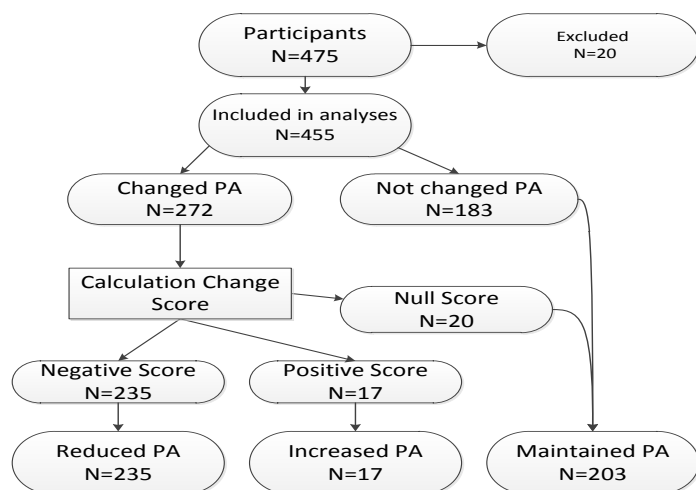 Participants
N=475
Excluded
N=20
Included in analyses
N=455
Changed PA
N=272
Not changed PA
N=183
Calculation Change
Score
Null Score
N=20
Negative Score
N=235
Positive Score
N=17
Reduced PA
N=235
Increased PA
N=17
Maintained PA
N=203